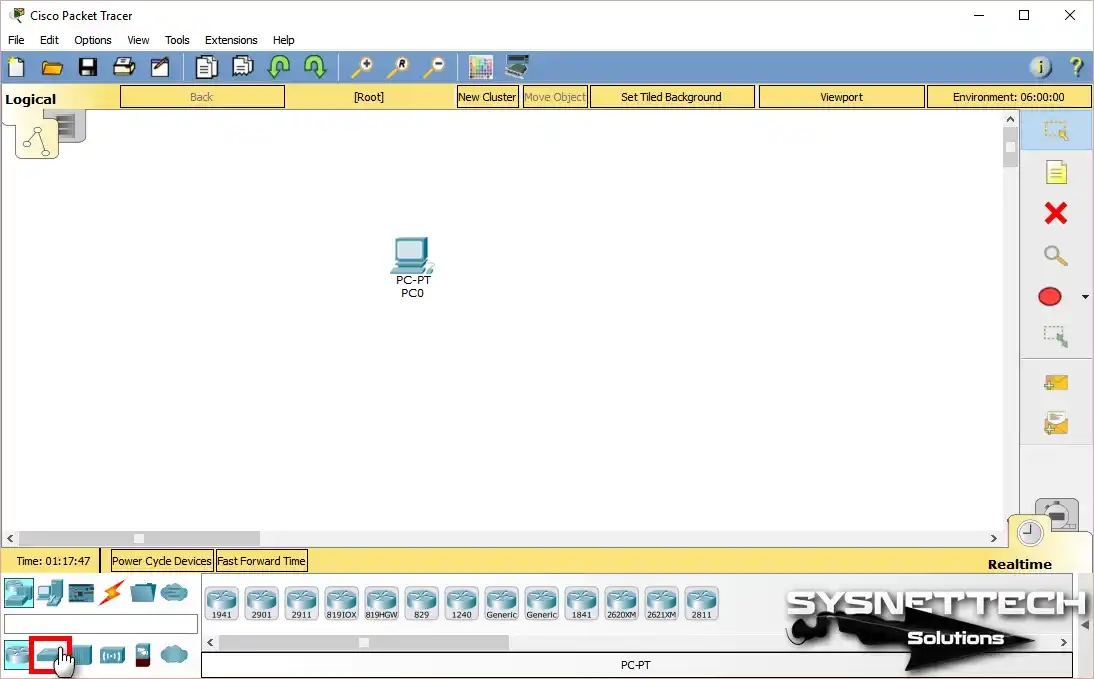 Cisco Packet Tracer
File Edit Options View Tools Extensions Help
R
i ?
Logical Back [Root] New Cluster Move Object Set Tiled Background Viewport Environment: 06:00:00
PC-PT
PC0
Time: 01:17:47 Power Cycle Devices Fast Forward Time
Realtime
1941 2901 2911 819IOX 819HGW 829 1240 Generic Generic 1841 2620XM 2621XM 2811
SYSNETTECH
Solutions
PC-PT